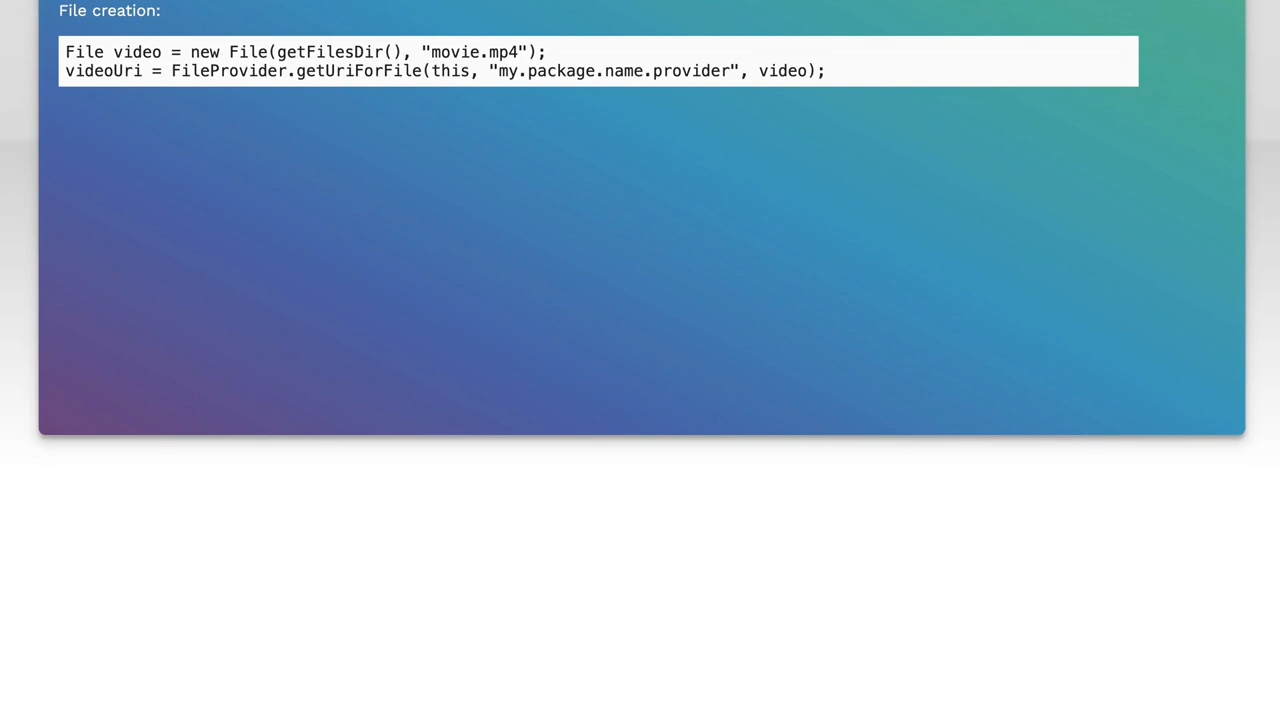 File creation:
File video = new File(getFilesDir(), "movie.mp4");
videoUri = FileProvider.getUriForFile(this, "my.package.name.provider", video);